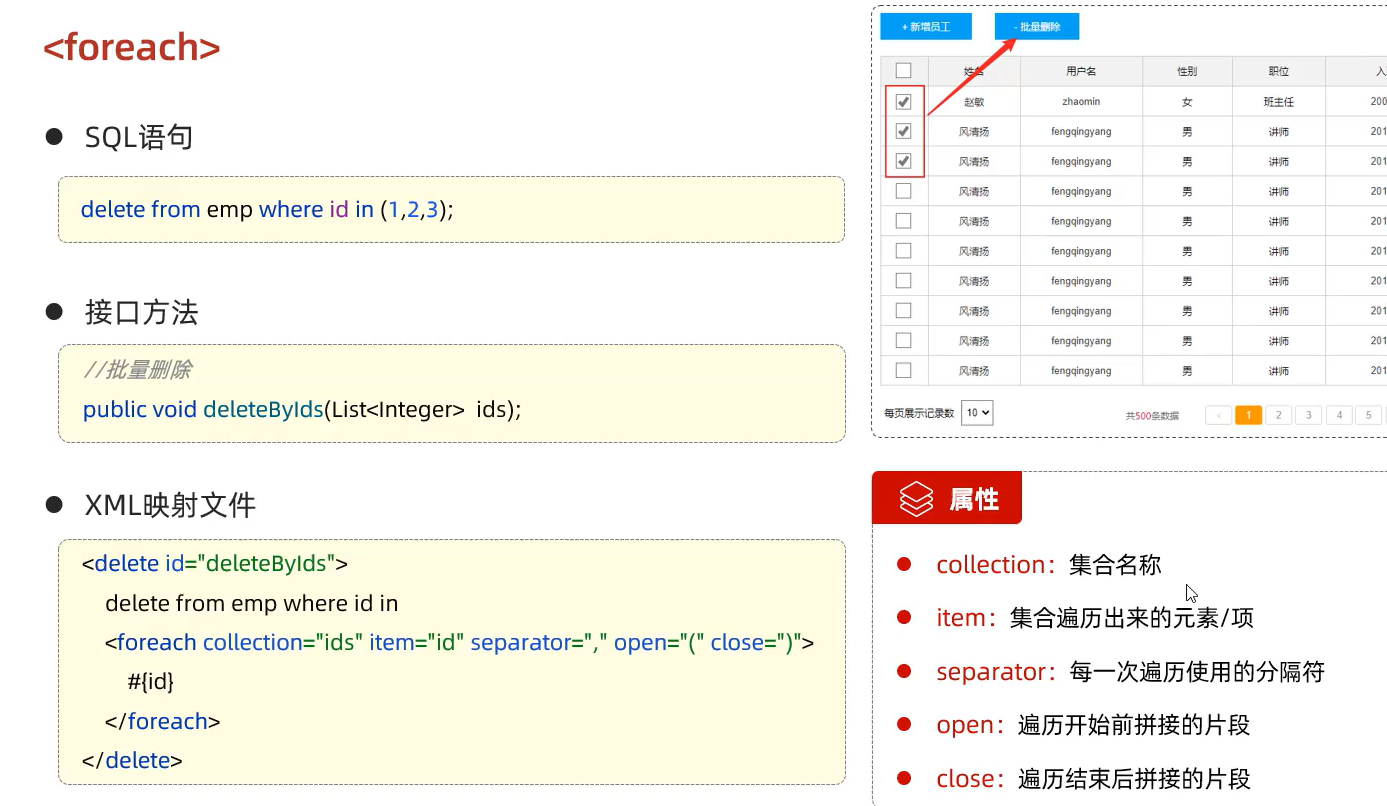 <foreach>
SQL语句
delete from emp where id in (1,2,3);
接口方法
//批量删除
public void deleteByIds(List<Integer> ids);
XML映射文件
<delete id="deleteByIds">
delete from emp where id in
<foreach collection="ids" item="id" separator="," open="(" close=")">
#{id}
</foreach>
</delete>
+ 新增员工 - 批量删除
姓名 用户名 性别 职位 入
赵敏 zhaomin 女 班主任 200
风清扬 fengqingyang 男 讲师 201
风清扬 fengqingyang 男 讲师 201
风清扬 fengqingyang 男 讲师 201
风清扬 fengqingyang 男 讲师 201
风清扬 fengqingyang 男 讲师 201
风清扬 fengqingyang 男 讲师 201
风清扬 fengqingyang 男 讲师 201
风清扬 fengqingyang 男 讲师 201
风清扬 fengqingyang 男 讲师 201
每页展示记录数 10 共500条数据 < 1 2 3 4 5
属性
collection：集合名称
item：集合遍历出来的元素/项
separator：每一次遍历使用的分隔符
open：遍历开始前拼接的片段
close：遍历结束后拼接的片段